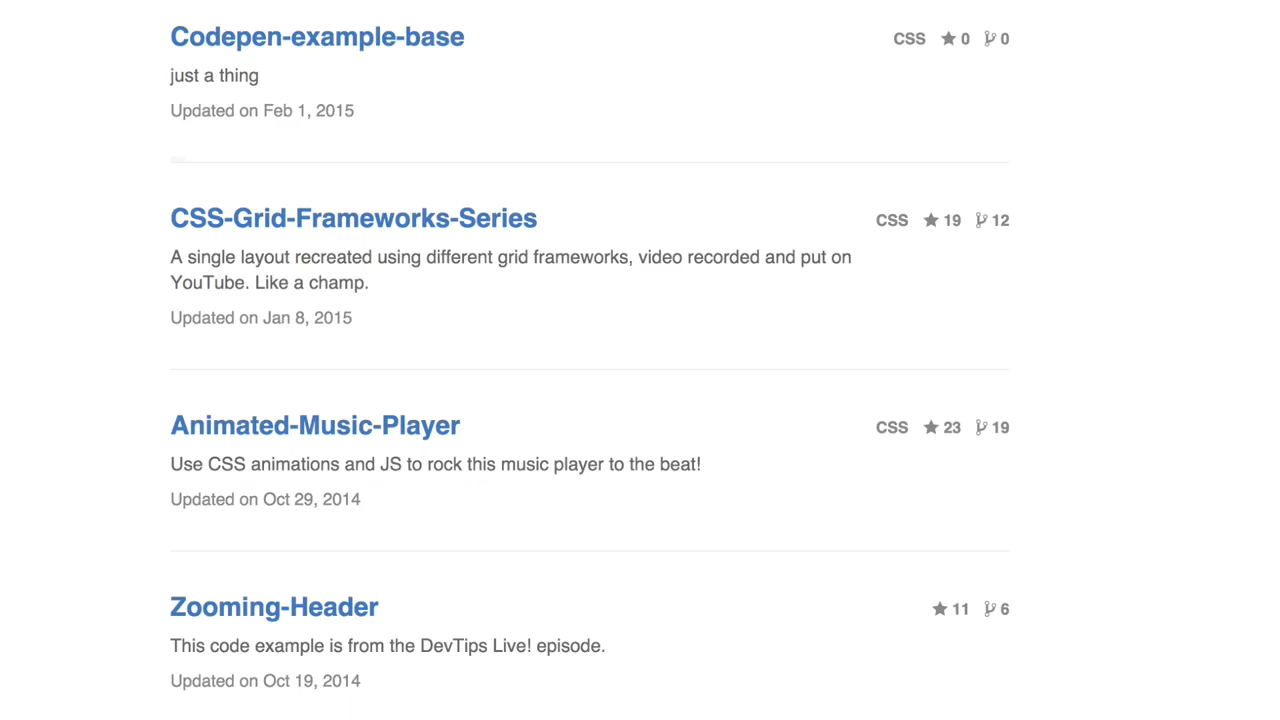 Codepen-example-base
CSS 0 0
just a thing
Updated on Feb 1, 2015
CSS-Grid-Frameworks-Series
CSS 19 12
A single layout recreated using different grid frameworks, video recorded and put on
YouTube. Like a champ.
Updated on Jan 8, 2015
Animated-Music-Player
CSS 23 19
Use CSS animations and JS to rock this music player to the beat!
Updated on Oct 29, 2014
Zooming-Header
11 6
This code example is from the DevTips Live! episode.
Updated on Oct 19, 2014